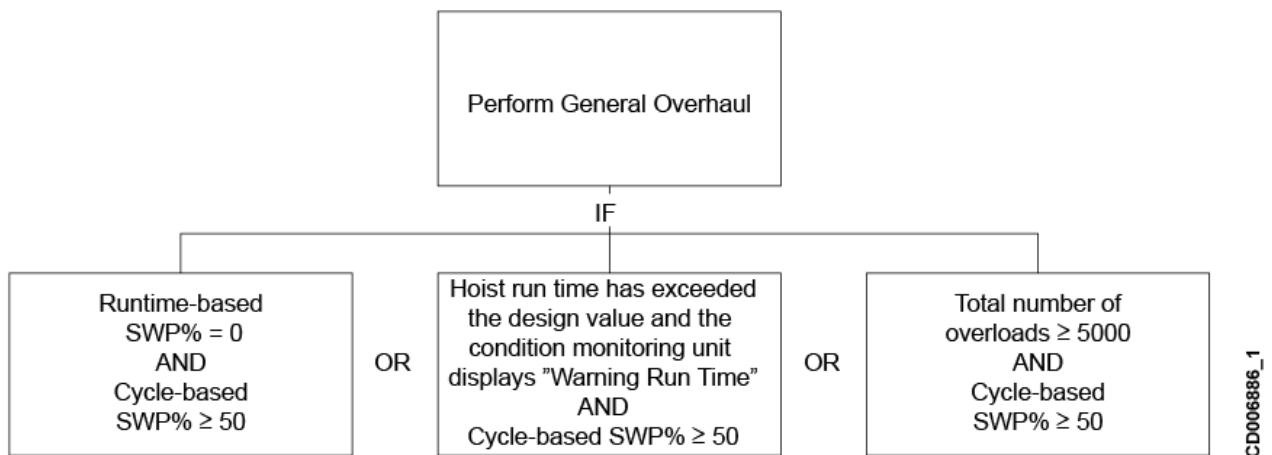 Perform General Overhaul
IF
Runtime-based
SWP% = 0
AND
Cycle-based
SWP% ≥ 50
OR
Hoist run time has exceeded
the design value and the
condition monitoring unit
displays ”Warning Run Time”
AND
Cycle-based SWP% ≥ 50
OR
Total number of
overloads ≥ 5000
AND
Cycle-based
SWP% ≥ 50
CD006886_1